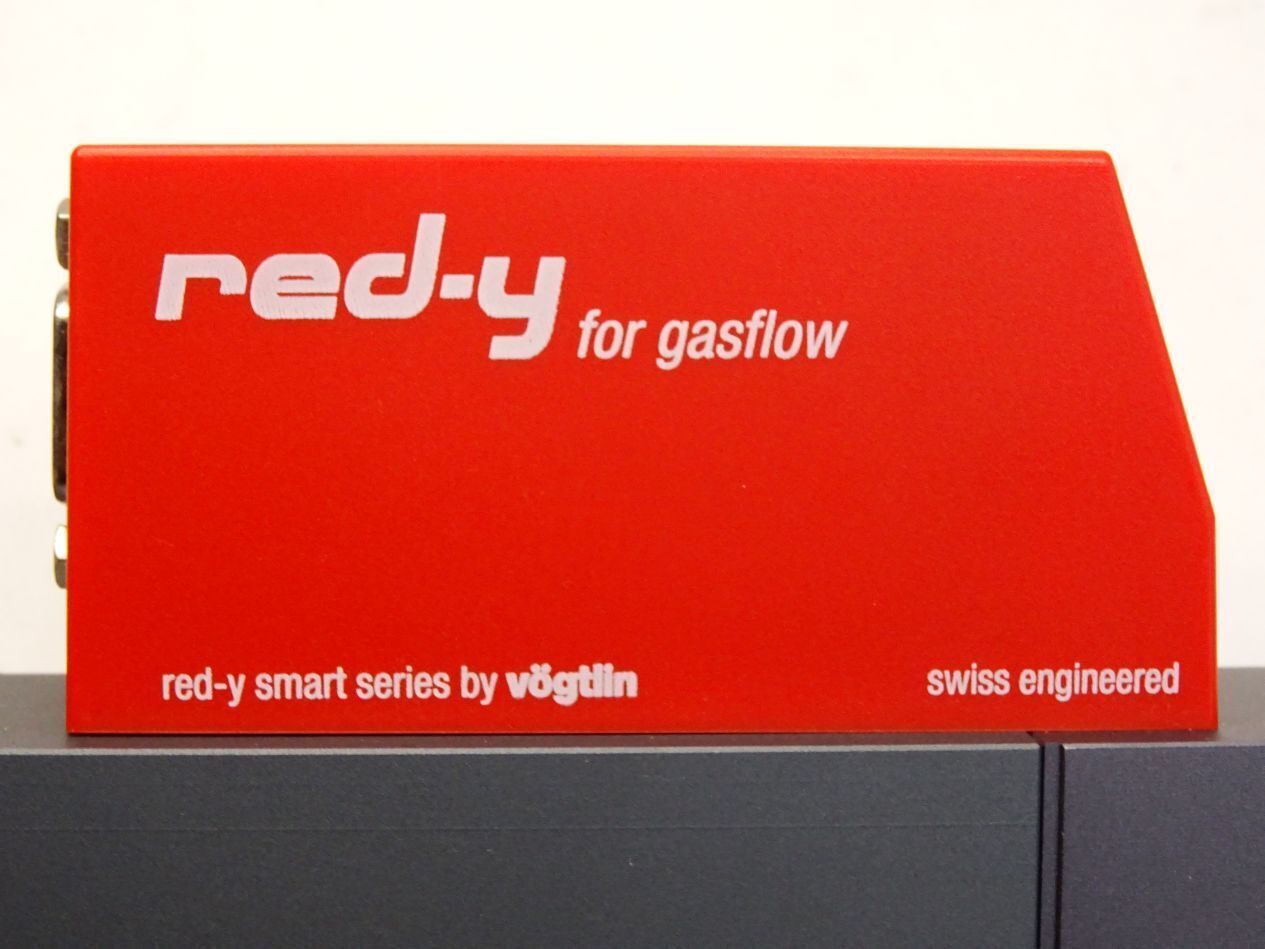 red-y for gasflow
red-y smart series by vögtlin
swiss engineered